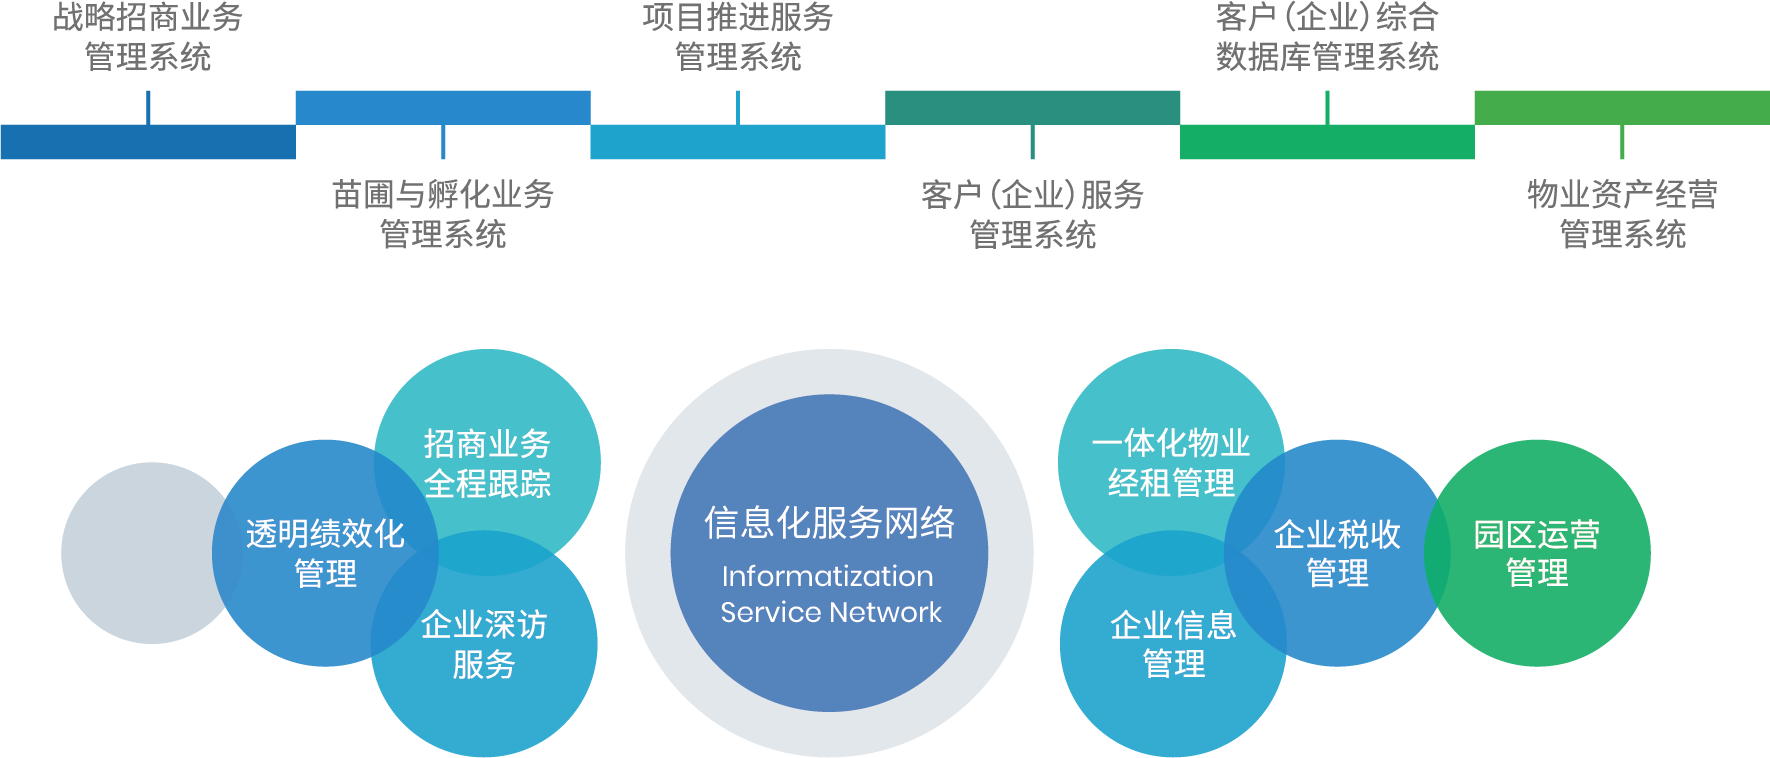 战略招商业务
管理系统
项目推进服务
管理系统
客户（企业）综合
数据库管理系统
苗圃与孵化业务
管理系统
客户（企业）服务
管理系统
物业资产经营
管理系统
招商业务
全程跟踪
透明绩效化
管理
企业深访
服务
信息化服务网络
Informatization
Service Network
一体化物业
经租管理
企业信息
管理
企业税收
管理
园区运营
管理